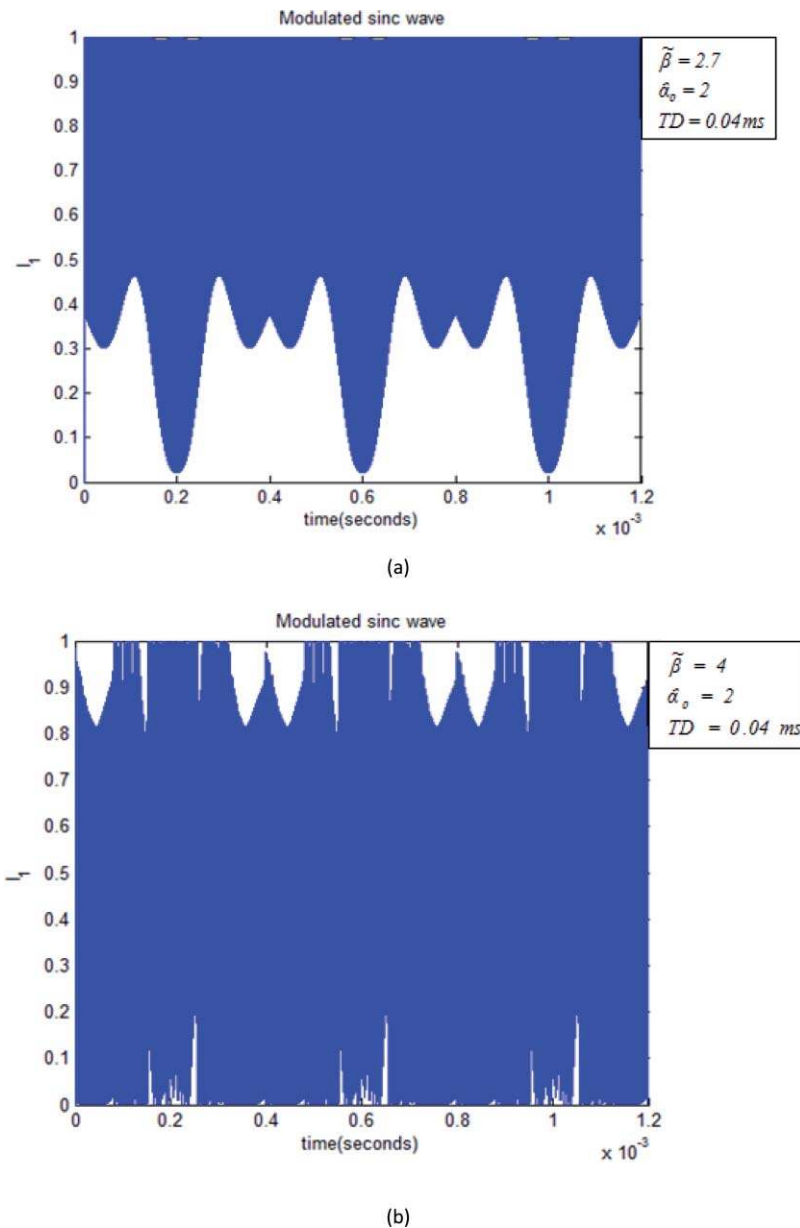 Modulated sinc wave
1
0.9
0.8
0.7
0.6
0.5
0.4
0.3
0.2
0.1
0
I₁
0 0.2 0.4 0.6 0.8 1 1.2
time(seconds)
x 10⁻³
β̃ = 2.7
α̂ₒ = 2
TD = 0.04 ms
(a)
Modulated sinc wave
1
0.9
0.8
0.7
0.6
0.5
0.4
0.3
0.2
0.1
0
I₁
0 0.2 0.4 0.6 0.8 1 1.2
time(seconds)
x 10⁻³
β̃ = 4
α̂ₒ = 2
TD = 0.04 ms
(b)